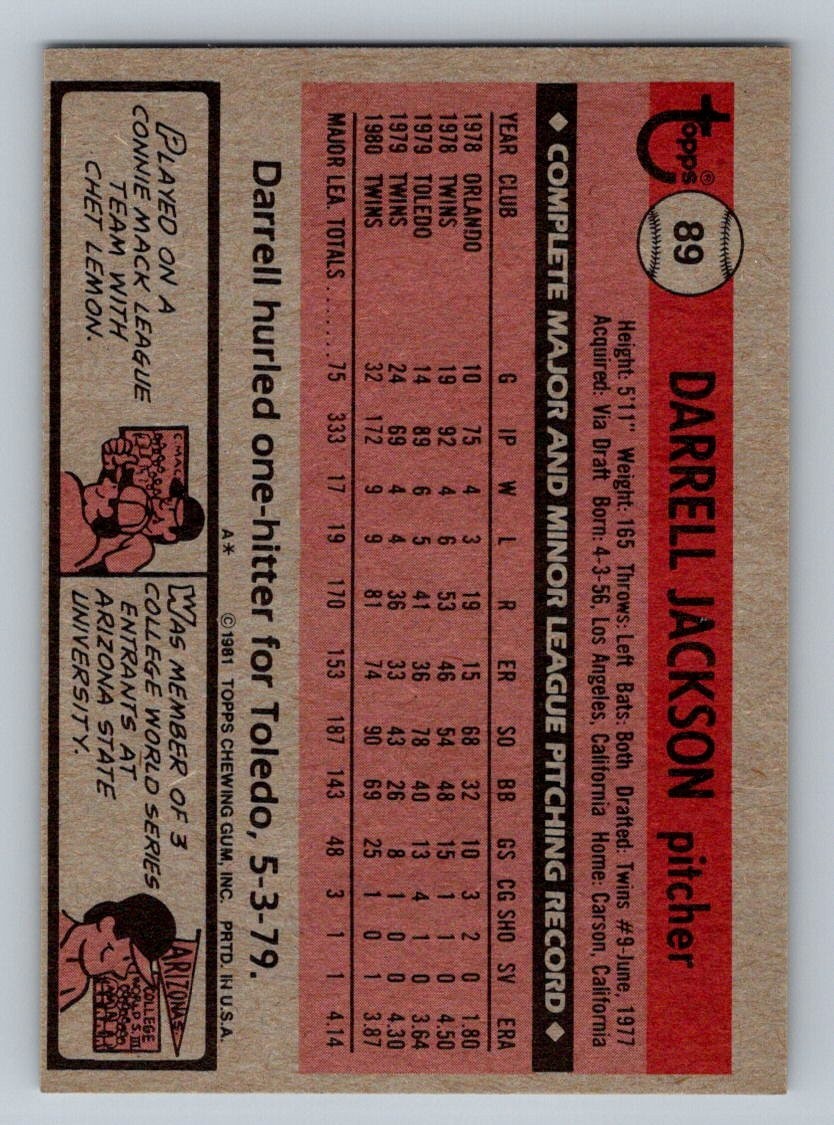 Topps®
89
DARRELL JACKSON pitcher
Height: 5'11" Weight: 165 Throws: Left Bats: Both Drafted: Twins #9-June, 1977
Acquired: Via Draft Born: 4-3-56, Los Angeles, California Home: Carson, California
◆ COMPLETE MAJOR AND MINOR LEAGUE PITCHING RECORD ◆
YEAR CLUB G IP W L R ER SO BB GS CG SHO SV ERA
1978 ORLANDO 10 75 4 3 19 15 68 32 10 3 2 0 1.80
1978 TWINS 19 92 4 6 53 46 54 48 15 1 1 0 4.50
1979 TOLEDO 14 89 6 5 41 36 78 40 13 4 1 0 3.64
1979 TWINS 24 69 4 4 36 33 43 26 8 1 0 0 4.30
1980 TWINS 32 172 9 9 81 74 90 69 25 1 0 1 3.87
MAJOR LEA. TOTALS....... 75 333 17 19 170 153 187 143 48 3 1 1 4.14
Darrell hurled one-hitter for Toledo, 5-3-79.
A* ©1981 TOPPS CHEWING GUM, INC. PRTD. IN U.S.A.
PLAYED ON A
CONNIE MACK LEAGUE
TEAM WITH
CHET LEMON.
C. MAC
WAS MEMBER OF 3
COLLEGE WORLD SERIES
ENTRANTS AT
ARIZONA STATE
UNIVERSITY.
ARIZONA S.
COLLEGE
WORLD S. III